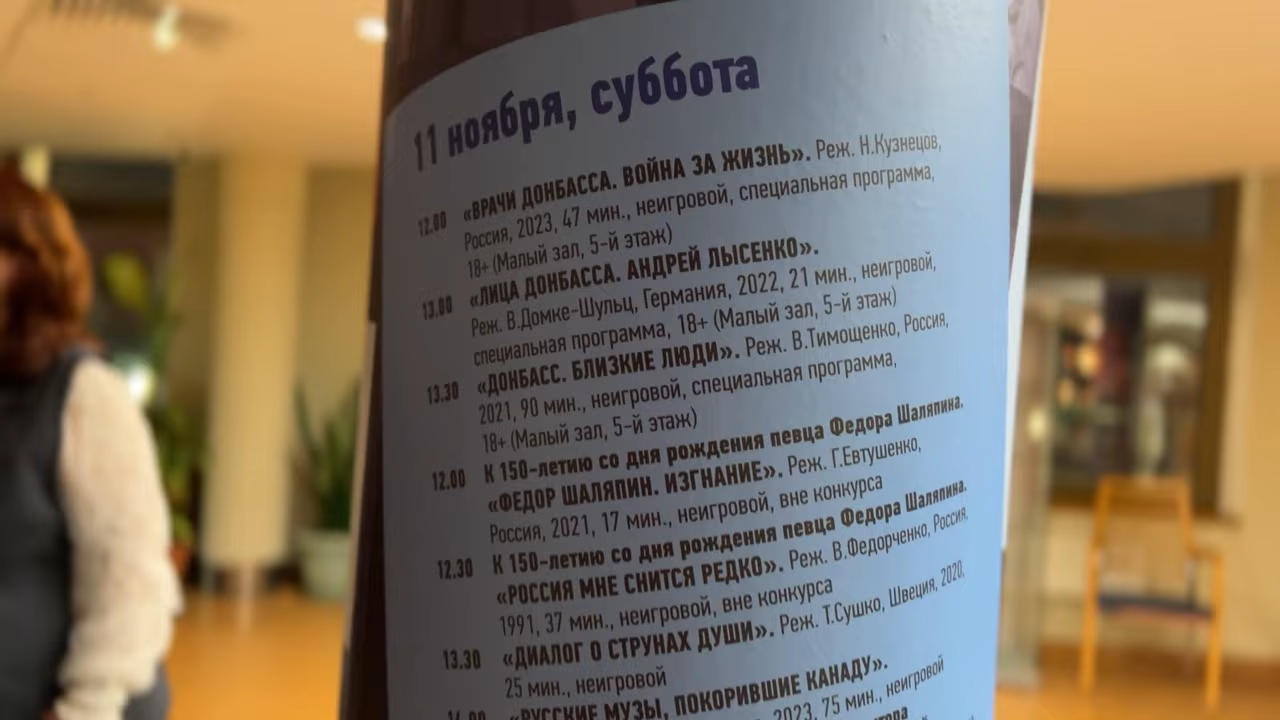 11 ноября, суббота
12.00 «ВРАЧИ ДОНБАССА. ВОЙНА ЗА ЖИЗНЬ». Реж. Н.Кузнецов,
Россия, 2023, 47 мин., неигровой, специальная программа,
18+ (Малый зал, 5-й этаж)
13.00 «ЛИЦА ДОНБАССА. АНДРЕЙ ЛЫСЕНКО».
Реж. В.Домке-Шульц, Германия, 2022, 21 мин., неигровой,
специальная программа, 18+ (Малый зал, 5-й этаж)
13.30 «ДОНБАСС. БЛИЗКИЕ ЛЮДИ». Реж. В.Тимощенко, Россия,
2021, 90 мин., неигровой, специальная программа,
18+ (Малый зал, 5-й этаж)
12.00 К 150-летию со дня рождения певца Федора Шаляпина.
«ФЕДОР ШАЛЯПИН. ИЗГНАНИЕ». Реж. Г.Евтушенко,
Россия, 2021, 17 мин., неигровой, вне конкурса
12.30 К 150-летию со дня рождения певца Федора Шаляпина.
«РОССИЯ МНЕ СНИТСЯ РЕДКО». Реж. В.Федорченко, Россия,
1991, 37 мин., неигровой, вне конкурса
13.30 «ДИАЛОГ О СТРУНАХ ДУШИ». Реж. Т.Сушко, Швеция, 2020,
25 мин., неигровой
«РУССКИЕ МУЗЫ, ПОКОРИВШИЕ КАНАДУ».
2023, 75 мин., неигровой